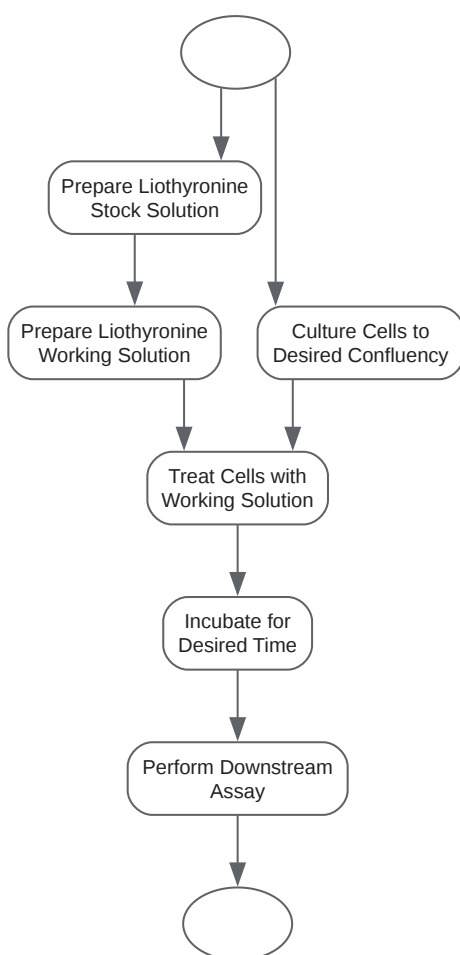 Prepare Liothyronine
Stock Solution
Prepare Liothyronine
Working Solution
Culture Cells to
Desired Confluency
Treat Cells with
Working Solution
Incubate for
Desired Time
Perform Downstream
Assay